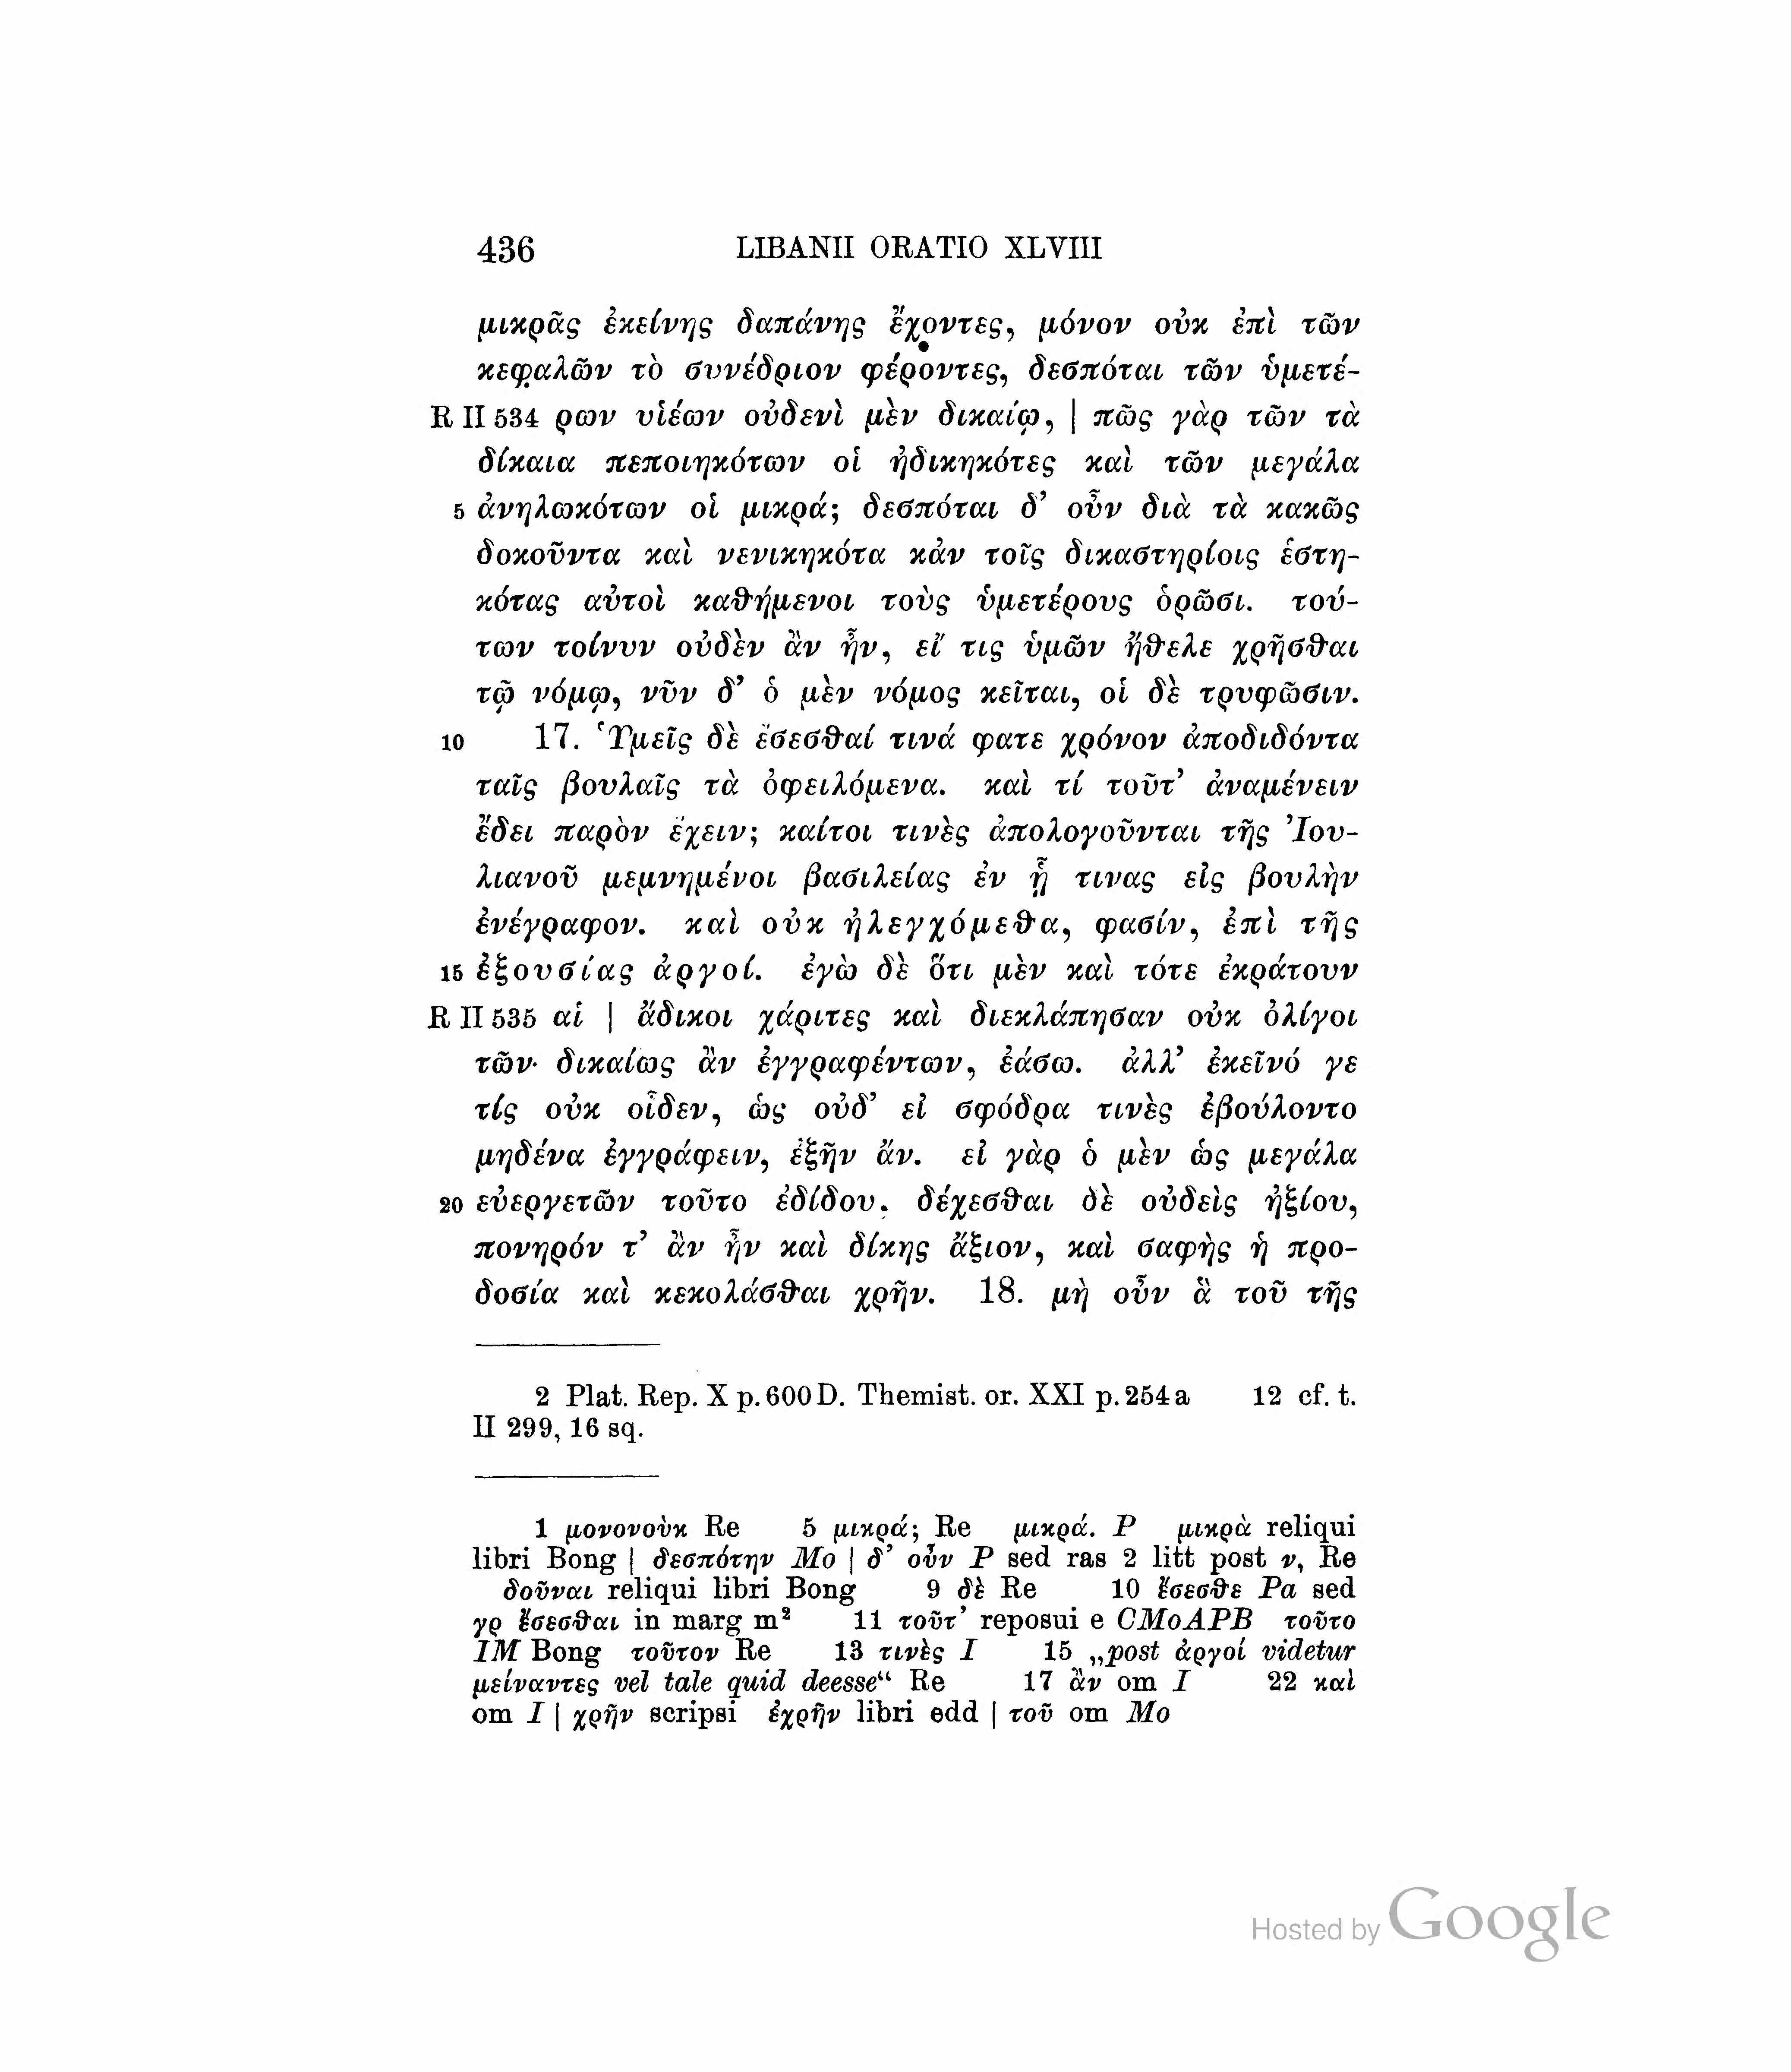 436 LIBANII ORATIO XLVIII
μικρᾶς ἐκείνης δαπάνης ἔχοντες, μόνον οὐκ ἐπὶ τῶν
κεφαλῶν τὸ συνέδριον φέροντες, δεσπόται τῶν ὑμετέ-
R II 534 ρων υἱέων οὐδενὶ μὲν δικαίῳ, | πῶς γὰρ τῶν τὰ
δίκαια πεποιηκότων οἱ ἠδικηκότες καὶ τῶν μεγάλα
5 ἀνηλωκότων οἱ μικρά; δεσπόται δ’ οὖν διὰ τὰ κακῶς
δοκοῦντα καὶ νενικηκότα κἀν τοῖς δικαστηρίοις ἑστη-
κότας αὐτοὶ καθήμενοι τοὺς ὑμετέρους ὁρῶσι. τού-
των τοίνυν οὐδὲν ἂν ἦν, εἴ τις ὑμῶν ἤθελε χρῆσθαι
τῷ νόμῳ, νῦν δ’ ὁ μὲν νόμος κεῖται, οἱ δὲ τρυφῶσιν.
10 17. Ὑμεῖς δὲ ἔσεσθαί τινά φατε χρόνον ἀποδιδόντα
ταῖς βουλαῖς τὰ ὀφειλόμενα. καὶ τί τοῦτ’ ἀναμένειν
ἔδει παρὸν ἔχειν; καίτοι τινὲς ἀπολογοῦνται τῆς Ἰου-
λιανοῦ μεμνημένοι βασιλείας ἐν ᾗ τινας εἰς βουλὴν
ἐνέγραφον. καὶ οὐκ ἠλεγχόμεθα, φασίν, ἐπὶ τῆς
15 ἐξουσίας ἀργοί. ἐγὼ δὲ ὅτι μὲν καὶ τότε ἐκράτουν
R II 535 αἱ | ἄδικοι χάριτες καὶ διεκλάπησαν οὐκ ὀλίγοι
τῶν δικαίως ἂν ἐγγραφέντων, ἐάσω. ἀλλ’ ἐκεῖνό γε
τίς οὐκ οἶδεν, ὡς οὐδ’ εἰ σφόδρα τινὲς ἐβούλοντο
μηδένα ἐγγράφειν, ἐξῆν ἄν. εἰ γὰρ ὁ μὲν ὡς μεγάλα
20 εὐεργετῶν τοῦτο ἐδίδου, δέχεσθαι δὲ οὐδεὶς ἠξίου,
πονηρόν τ’ ἂν ἦν καὶ δίκης ἄξιον, καὶ σαφὴς ἡ προ-
δοσία καὶ κεκολάσθαι χρῆν. 18. μὴ οὖν ἃ τοῦ τῆς
2 Plat. Rep. X p. 600 D. Themist. or. XXI p. 254 a 12 cf. t.
II 299, 16 sq.
1 μονονοὺκ Re 5 μικρά; Re μικρά. P μικρὰ reliqui
libri Bong | δεσπότην Mo | δ’ οὖν P sed ras 2 litt post ν, Re
δοῦναι reliqui libri Bong 9 δὲ Re 10 ἔσεσθε Pa sed
γρ ἔσεσθαι in marg m² 11 τοῦτ’ reposui e CMoAPB τοῦτο
IM Bong τοῦτον Re 13 τινὲς I 15 „post ἀργοί videtur
μείναντες vel tale quid deesse“ Re 17 ἂν om I 22 καὶ
om I | χρῆν scripsi ἐχρῆν libri edd | τοῦ om Mo
Hosted by Google